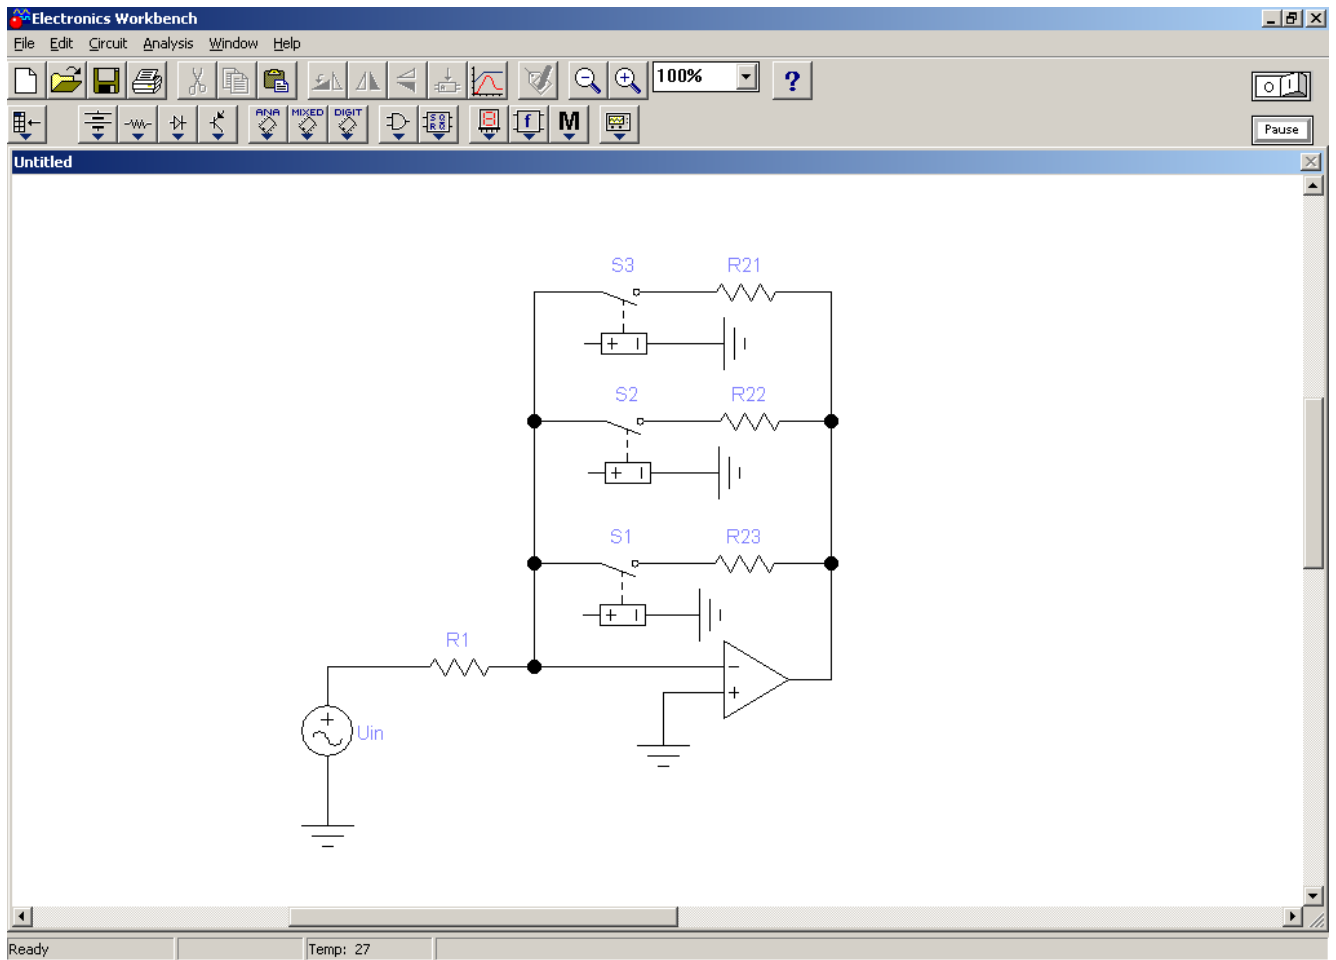 Electronics Workbench
File Edit Circuit Analysis Window Help
100% ?
ANA MIXED DIGIT
M
Pause
Untitled
S3 R21
S2 R22
S1 R23
R1
Uin
Ready Temp: 27